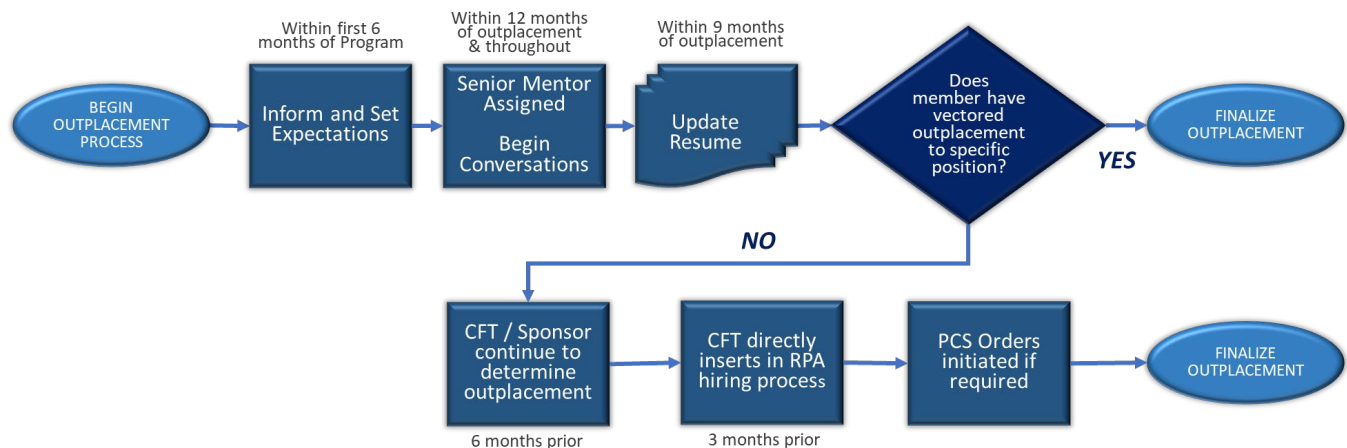 Within first 6
months of Program
Within 12 months
of outplacement
& throughout
Within 9 months
of outplacement
BEGIN
OUTPLACEMENT
PROCESS
Inform and Set
Expectations
Senior Mentor
Assigned
Begin
Conversations
Update
Resume
Does
member have
vectored
outplacement
to specific
position?
YES
FINALIZE
OUTPLACEMENT
NO
CFT / Sponsor
continue to
determine
outplacement
6 months prior
CFT directly
inserts in RPA
hiring process
3 months prior
PCS Orders
initiated if
required
FINALIZE
OUTPLACEMENT